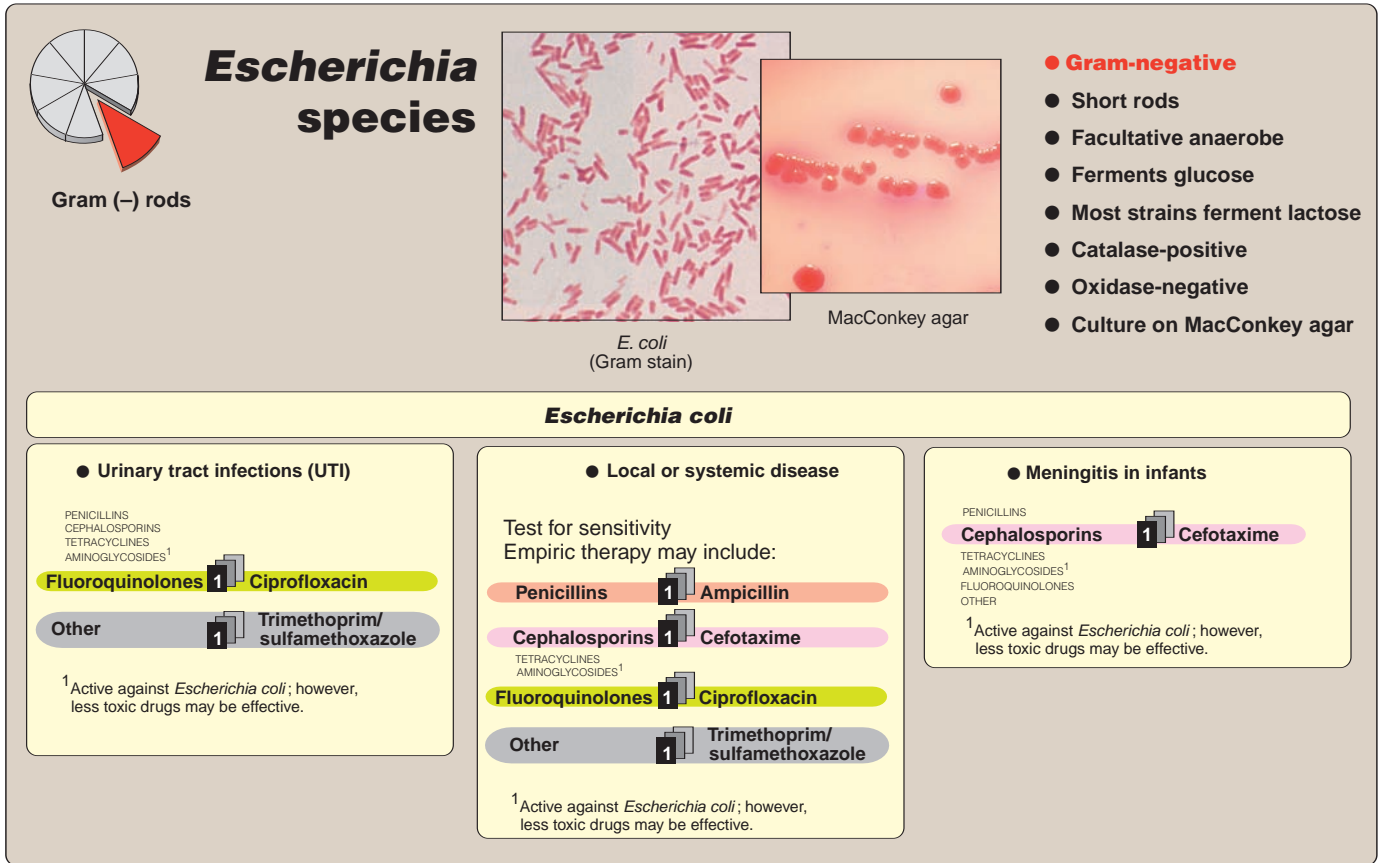 Escherichia
species
Gram (–) rods
E. coli
(Gram stain)
MacConkey agar
● Gram-negative
● Short rods
● Facultative anaerobe
● Ferments glucose
● Most strains ferment lactose
● Catalase-positive
● Oxidase-negative
● Culture on MacConkey agar
Escherichia coli
● Urinary tract infections (UTI)
PENICILLINS
CEPHALOSPORINS
TETRACYCLINES
AMINOGLYCOSIDES1
Fluoroquinolones 1 Ciprofloxacin
Other 1 Trimethoprim/
sulfamethoxazole
1Active against Escherichia coli; however,
less toxic drugs may be effective.
● Local or systemic disease
Test for sensitivity
Empiric therapy may include:
Penicillins 1 Ampicillin
Cephalosporins 1 Cefotaxime
TETRACYCLINES
AMINOGLYCOSIDES1
Fluoroquinolones 1 Ciprofloxacin
Other 1 Trimethoprim/
sulfamethoxazole
1Active against Escherichia coli; however,
less toxic drugs may be effective.
● Meningitis in infants
PENICILLINS
Cephalosporins 1 Cefotaxime
TETRACYCLINES
AMINOGLYCOSIDES1
FLUOROQUINOLONES
OTHER
1Active against Escherichia coli; however,
less toxic drugs may be effective.